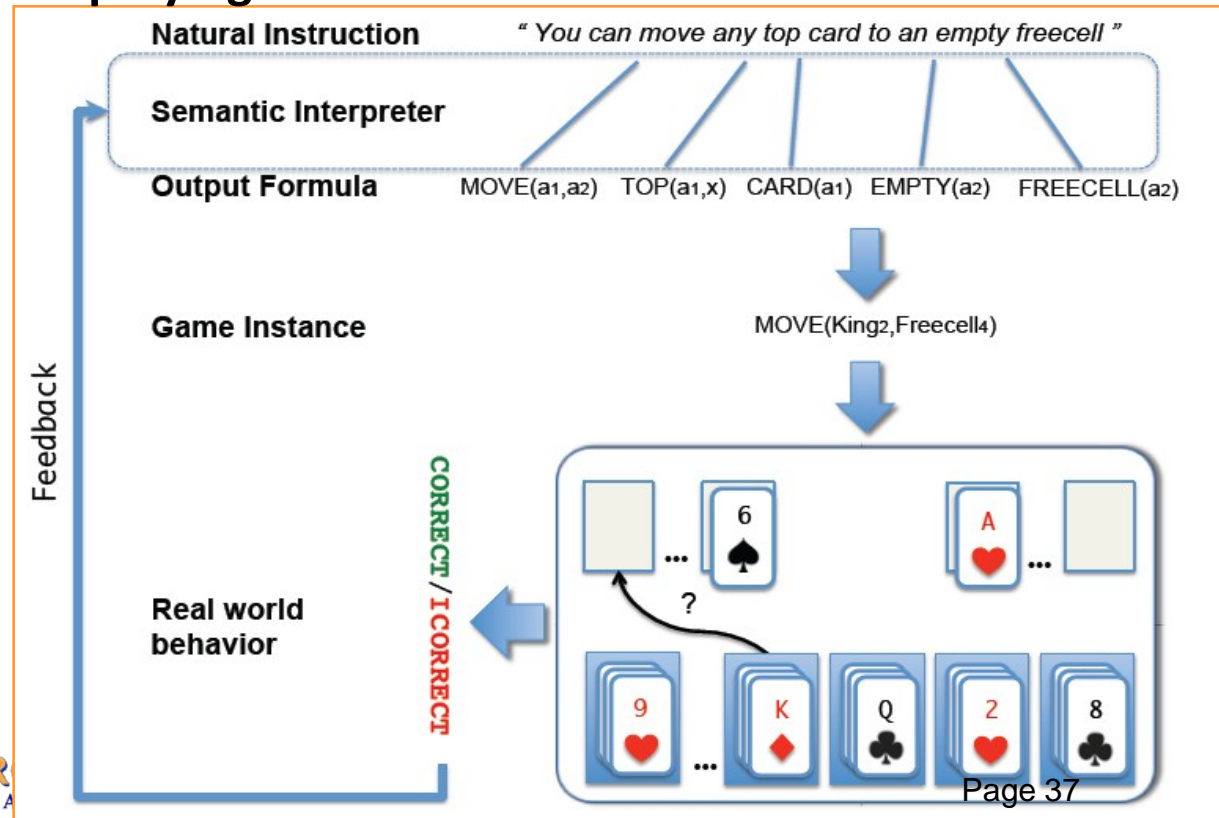 Natural Instruction " You can move any top card to an empty freecell "
Semantic Interpreter
Output Formula MOVE(a1,a2) TOP(a1,x) CARD(a1) EMPTY(a2) FREECELL(a2)
Game Instance MOVE(King2,Freecell4)
Feedback
CORRECT/ICORRECT
Real world
behavior
6
A
...
...
?
9
K
Q
2
8
...
Page 37